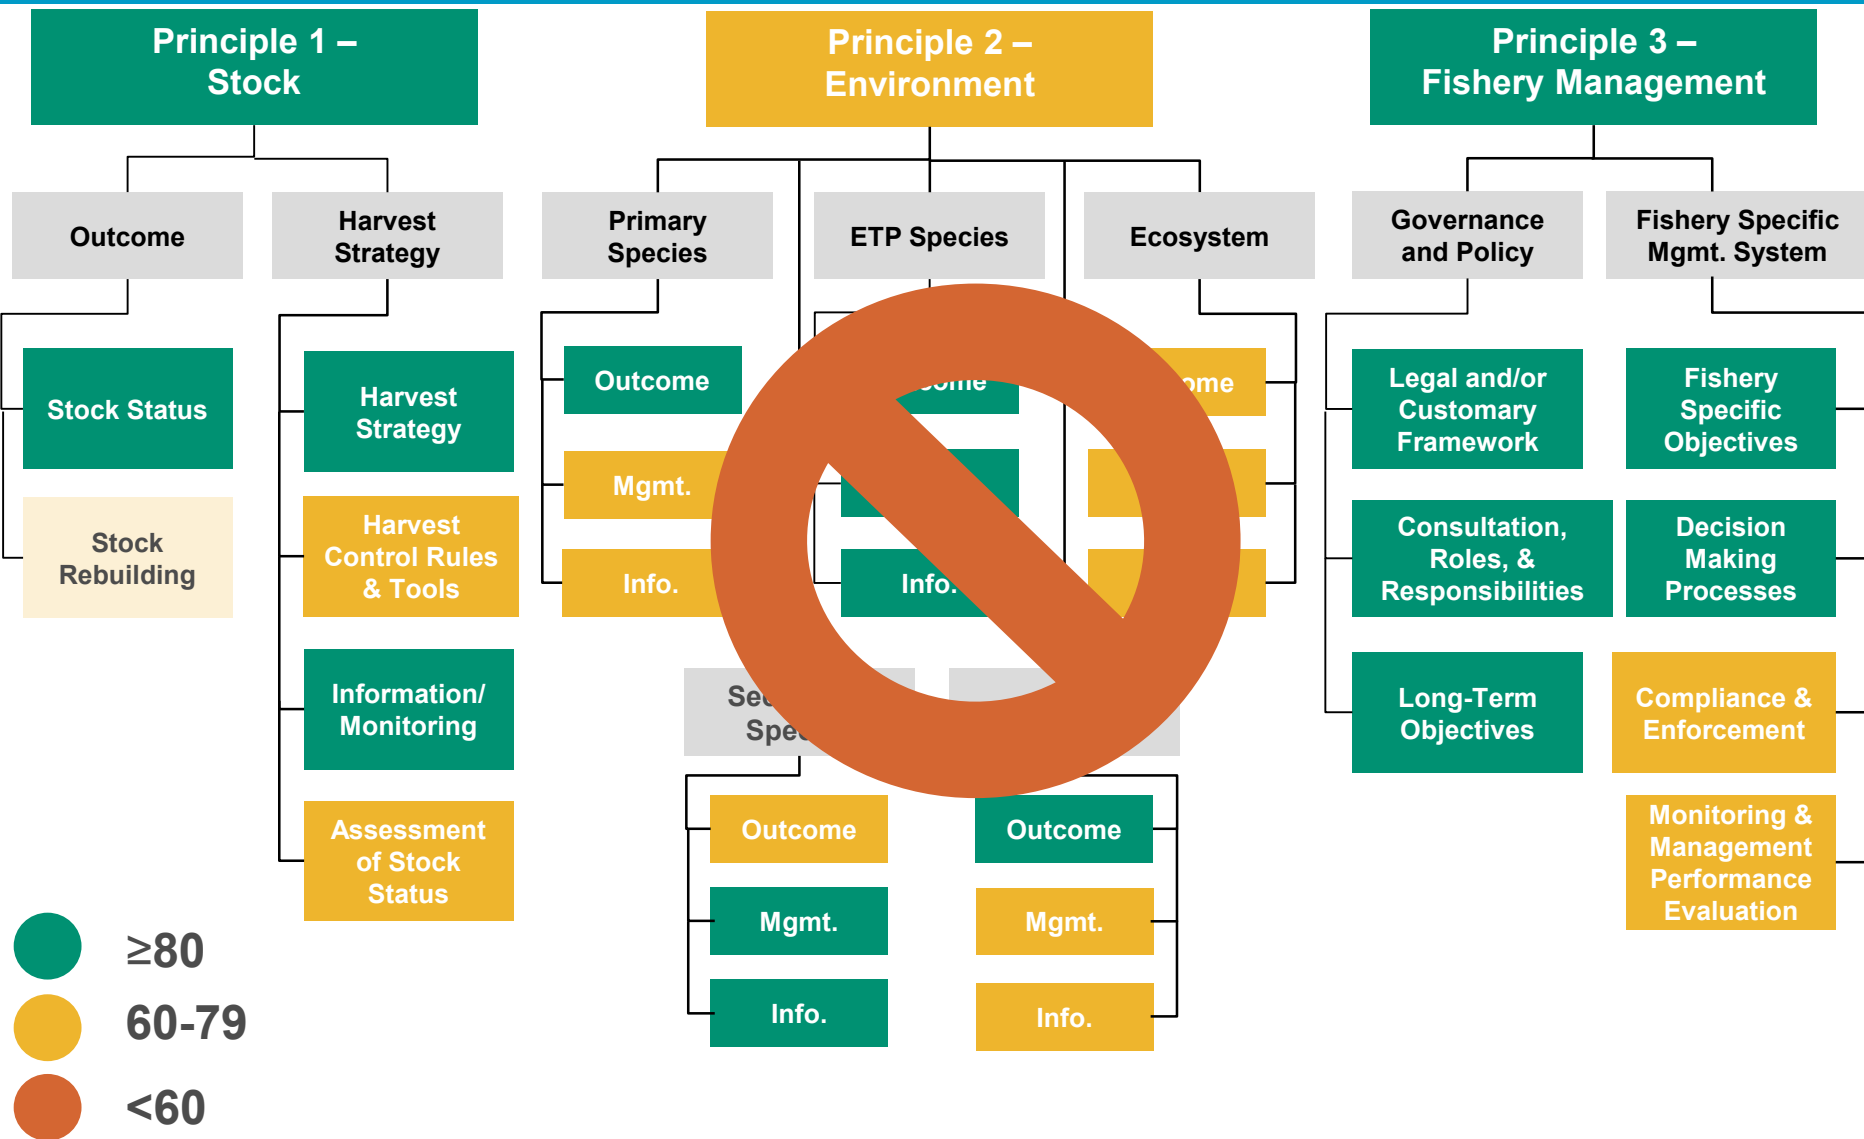 Principle 1 –
Stock
Principle 2 –
Environment
Principle 3 –
Fishery Management
Outcome
Harvest
Strategy
Primary
Species
ETP Species
Ecosystem
Governance
and Policy
Fishery Specific
Mgmt. System
Stock Status
Stock
Rebuilding
Harvest
Strategy
Harvest
Control Rules
& Tools
Information/
Monitoring
Assessment
of Stock
Status
Outcome
Mgmt.
Info.
Info.
Outcome
Mgmt.
Info.
Outcome
Mgmt.
Info.
Legal and/or
Customary
Framework
Consultation,
Roles, &
Responsibilities
Long-Term
Objectives
Fishery
Specific
Objectives
Decision
Making
Processes
Compliance &
Enforcement
Monitoring &
Management
Performance
Evaluation
≥80
60-79
<60